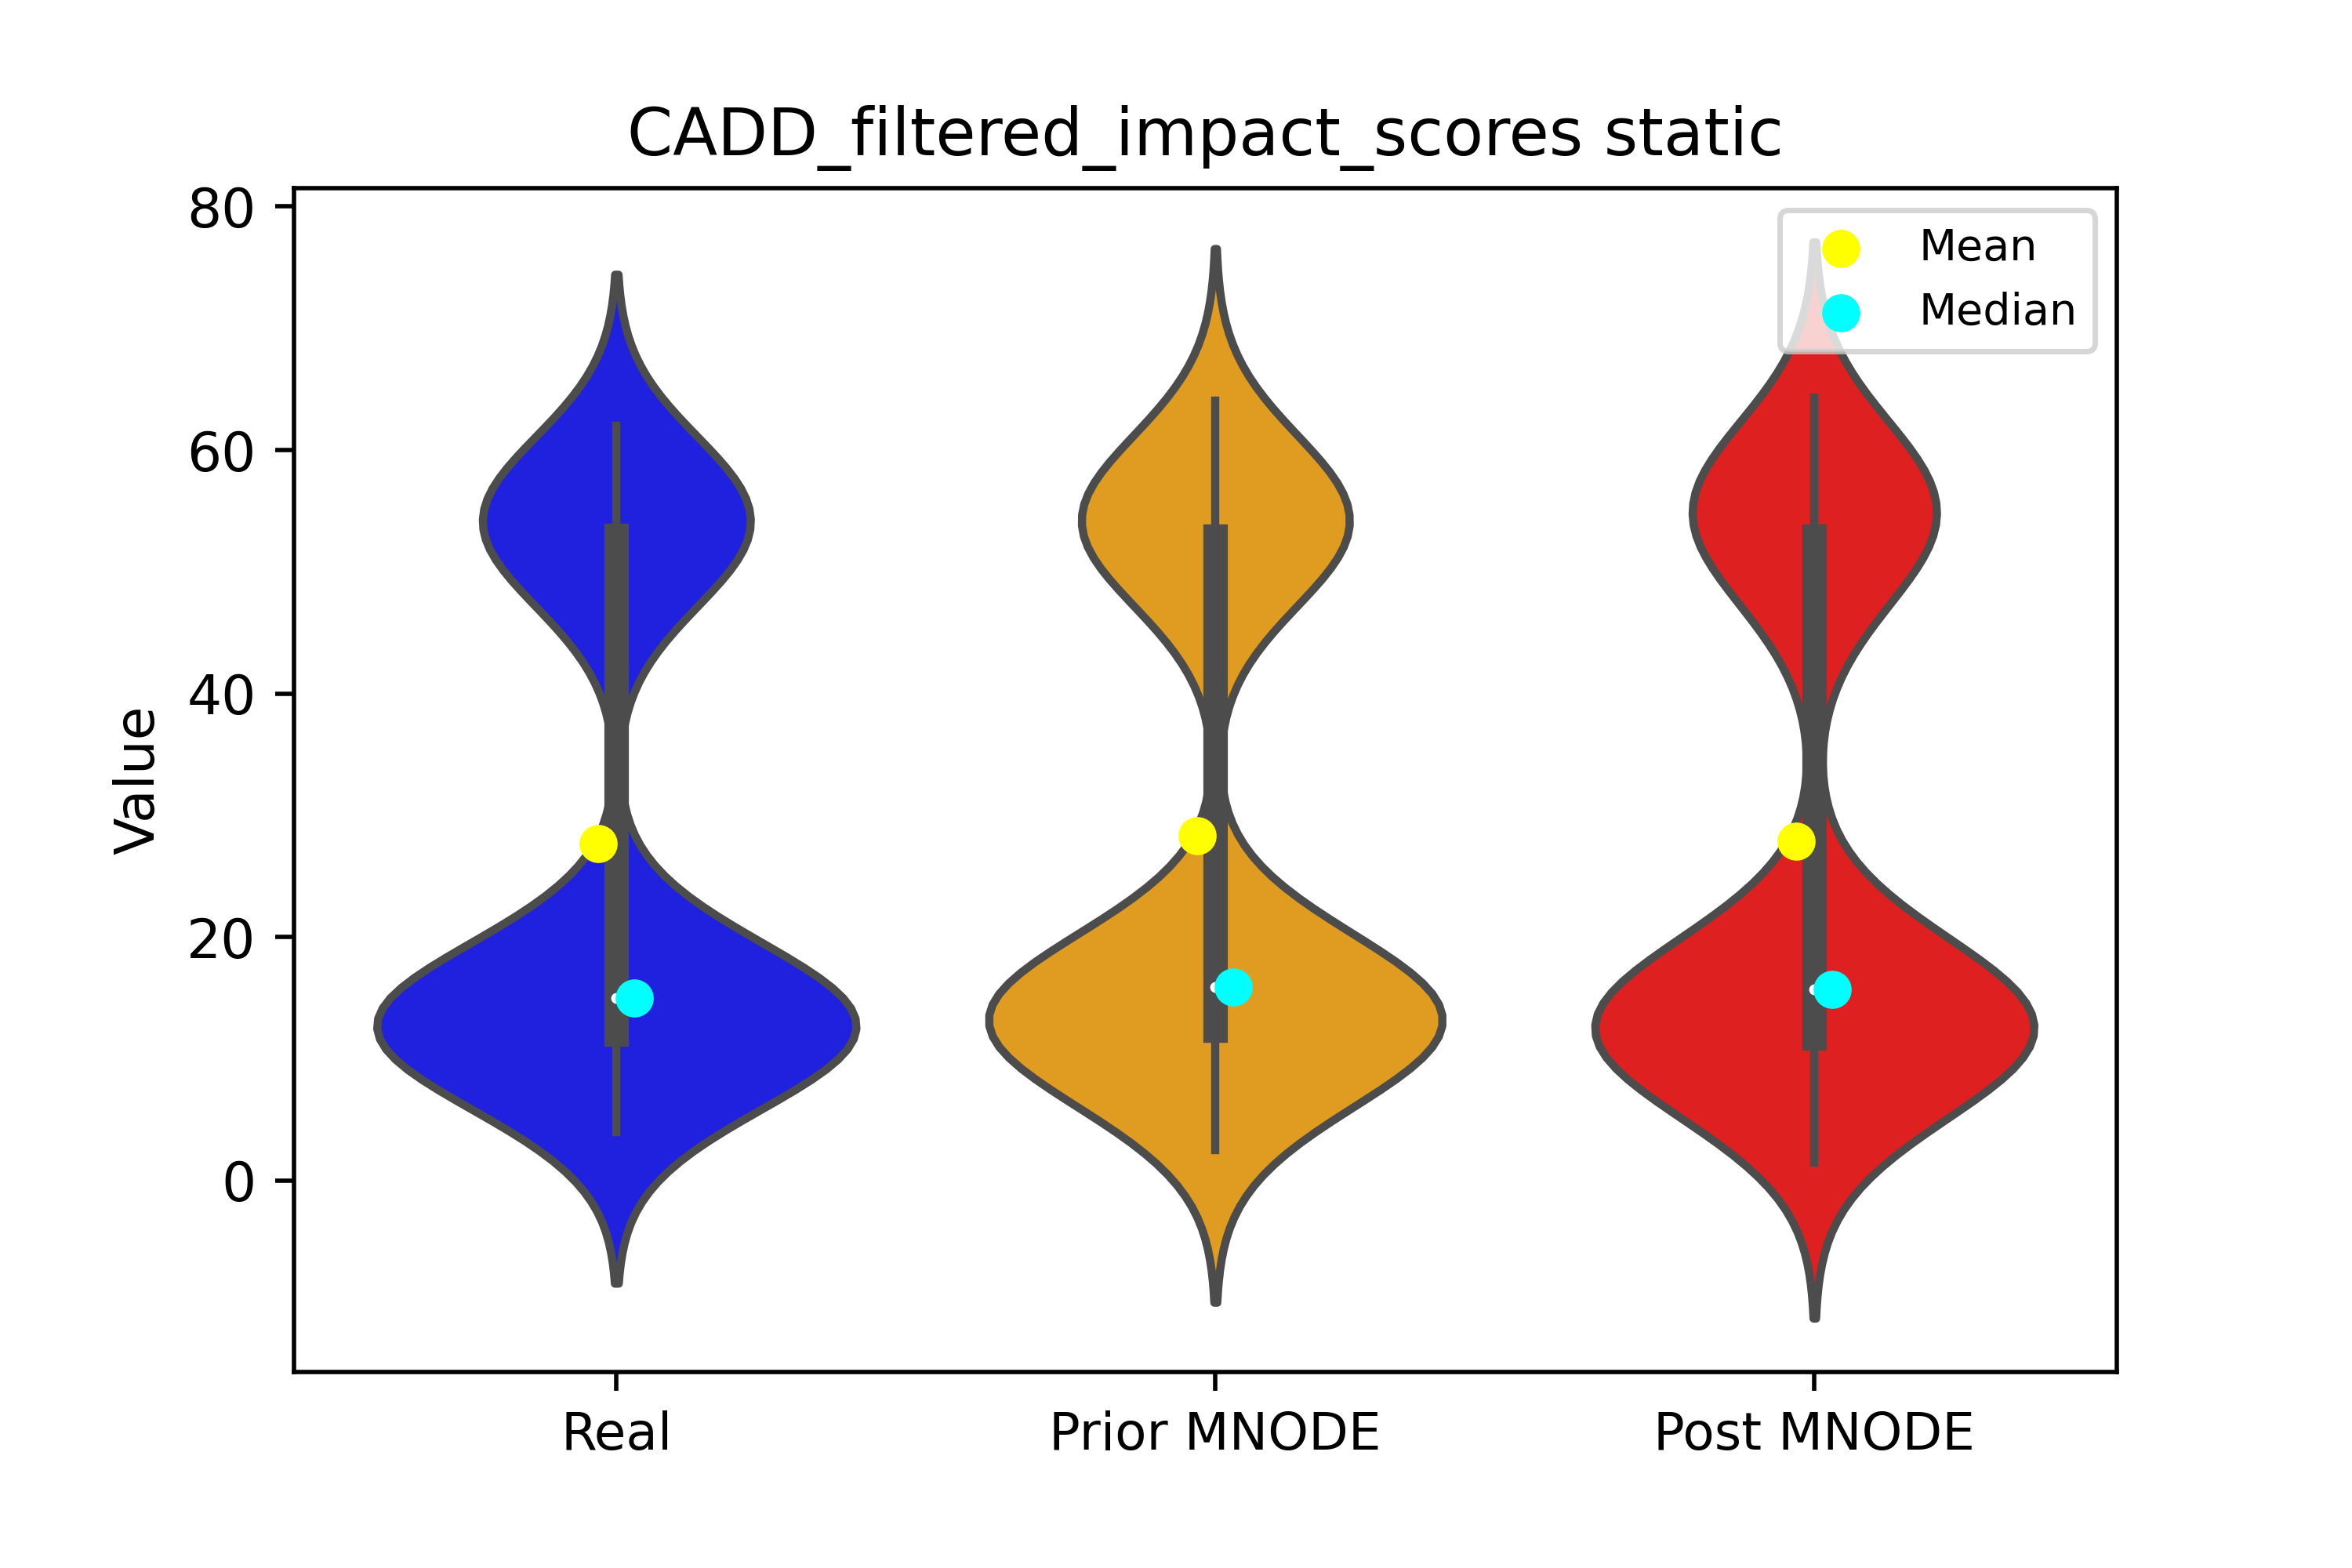 CADD_filtered_impact_scores static
80
60
40
20
0
Value
Mean
Median
Real
Prior MNODE
Post MNODE